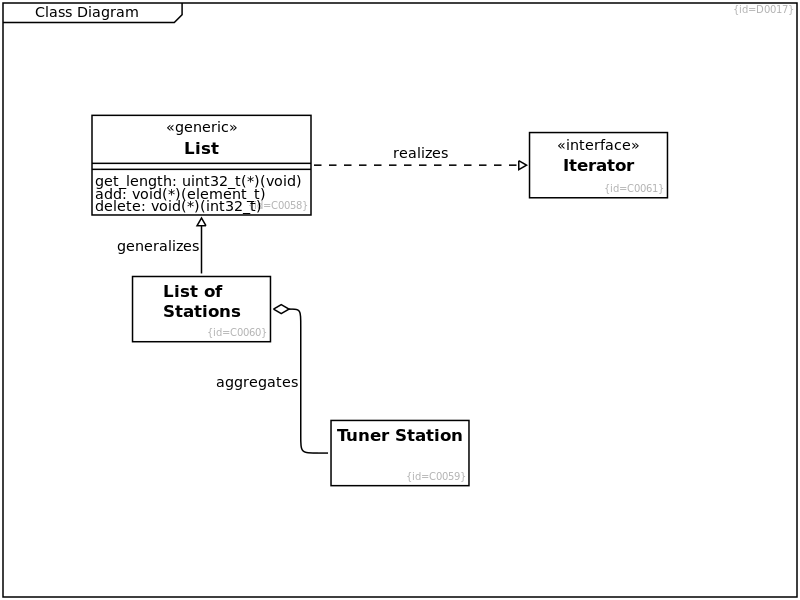 Class Diagram
{id=D0017}
«generic»
List
get_length: uint32_t(*)(void)
add: void(*)(element_t)
delete: void(*)(int32_t)
{id=C0058}
realizes
«interface»
Iterator
{id=C0061}
generalizes
List of
Stations
{id=C0060}
aggregates
Tuner Station
{id=C0059}